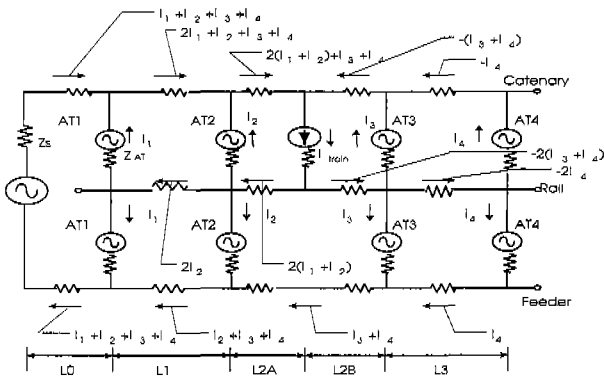 I₁+I₂+I₃+I₄
2I₁+I₂+I₃+I₄
2(I₁+I₂)+I₃+I₄
-(I₃+I₄)
-I₄
Catenary
Zs
AT1
I₁
Z AT
AT2
I₂
I train
I₃
AT3
I₄
AT4
-2(I₃+I₄)
-2I₄
Rail
AT1
I₁
AT2
I₂
I₃
AT3
I₄
AT4
2I₂
2(I₁+I₂)
Feeder
I₁+I₂+I₃+I₄
I₂+I₃+I₄
I₃+I₄
I₄
L0
L1
L2A
L2B
L3